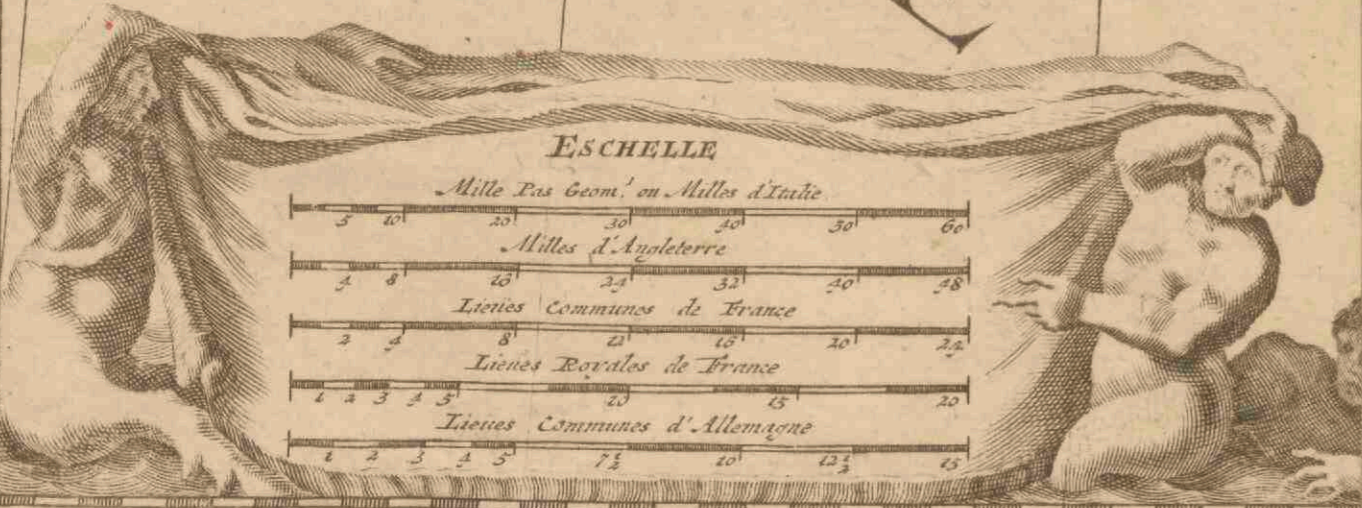 ESCHELLE
Mille Pas Geom.^t ou Milles d'Italie
5 10 20 30 40 50 60
Milles d'Angleterre
4 8 16 24 32 40 48
Lieües Communes de France
2 4 8 12 16 20 24
Lieües Royales de France
1 2 3 4 5 10 15 20
Lieües Communes d'Allemagne
1 2 3 4 5 7½ 10 12½ 15